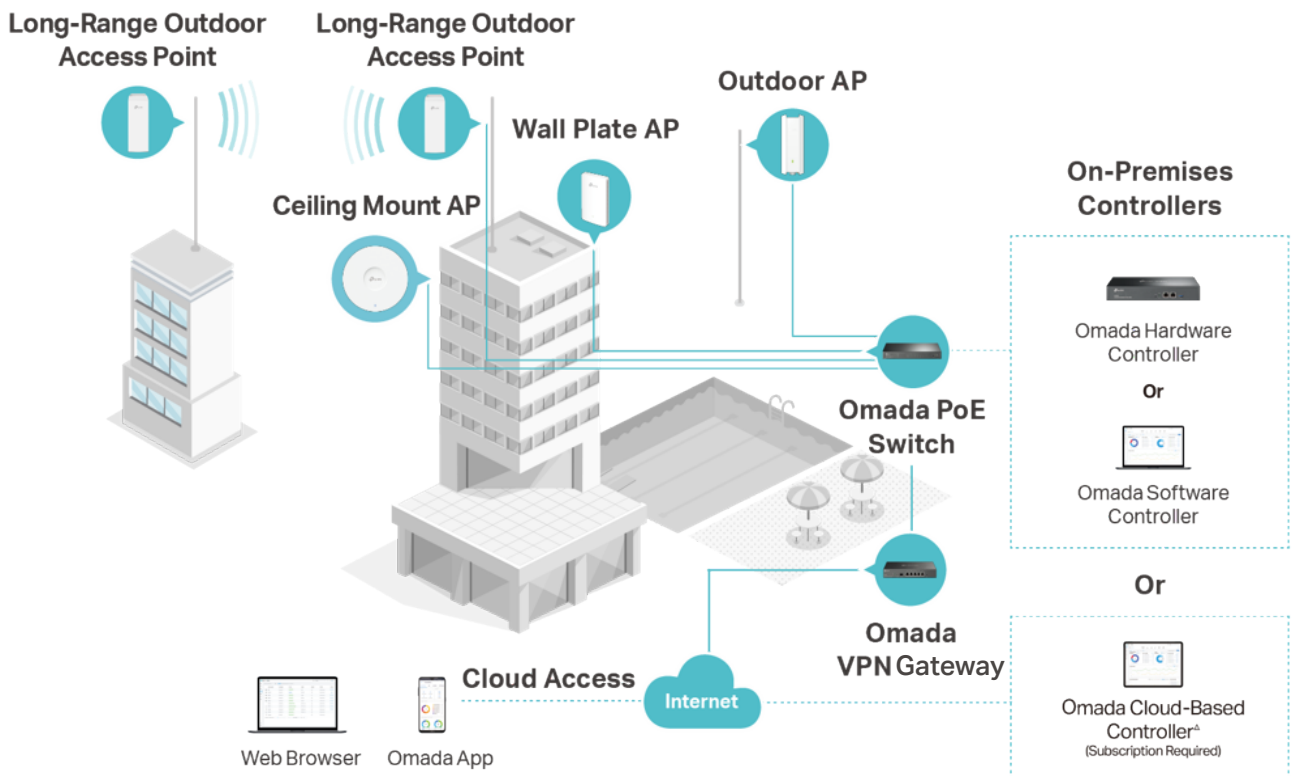 Long-Range Outdoor
Access Point
Long-Range Outdoor
Access Point
Outdoor AP
Wall Plate AP
Ceiling Mount AP
On-Premises
Controllers
Omada Hardware
Controller
Or
Omada Software
Controller
Omada PoE
Switch
Or
Omada
VPN Gateway
Omada Cloud-Based
Controller△
(Subscription Required)
Cloud Access
Internet
Web Browser
Omada App